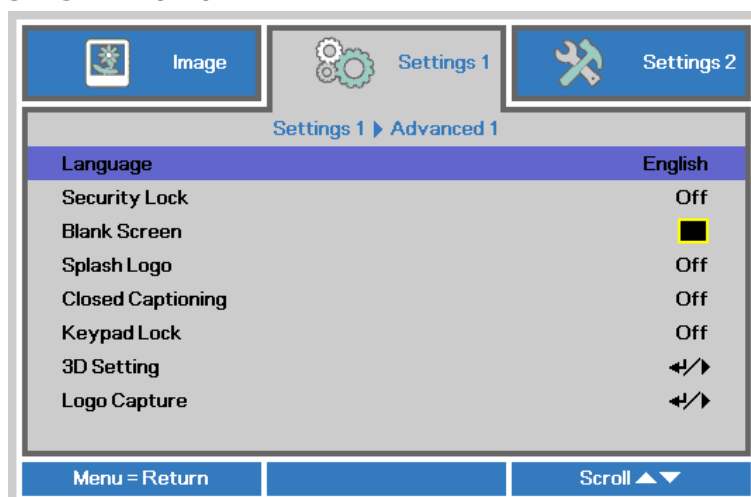 Image Settings 1 Settings 2
Settings 1 Advanced 1
Language English
Security Lock Off
Blank Screen
Splash Logo Off
Closed Captioning Off
Keypad Lock Off
3D Setting ↵/▶
Logo Capture ↵/▶
Menu = Return Scroll ▲▼